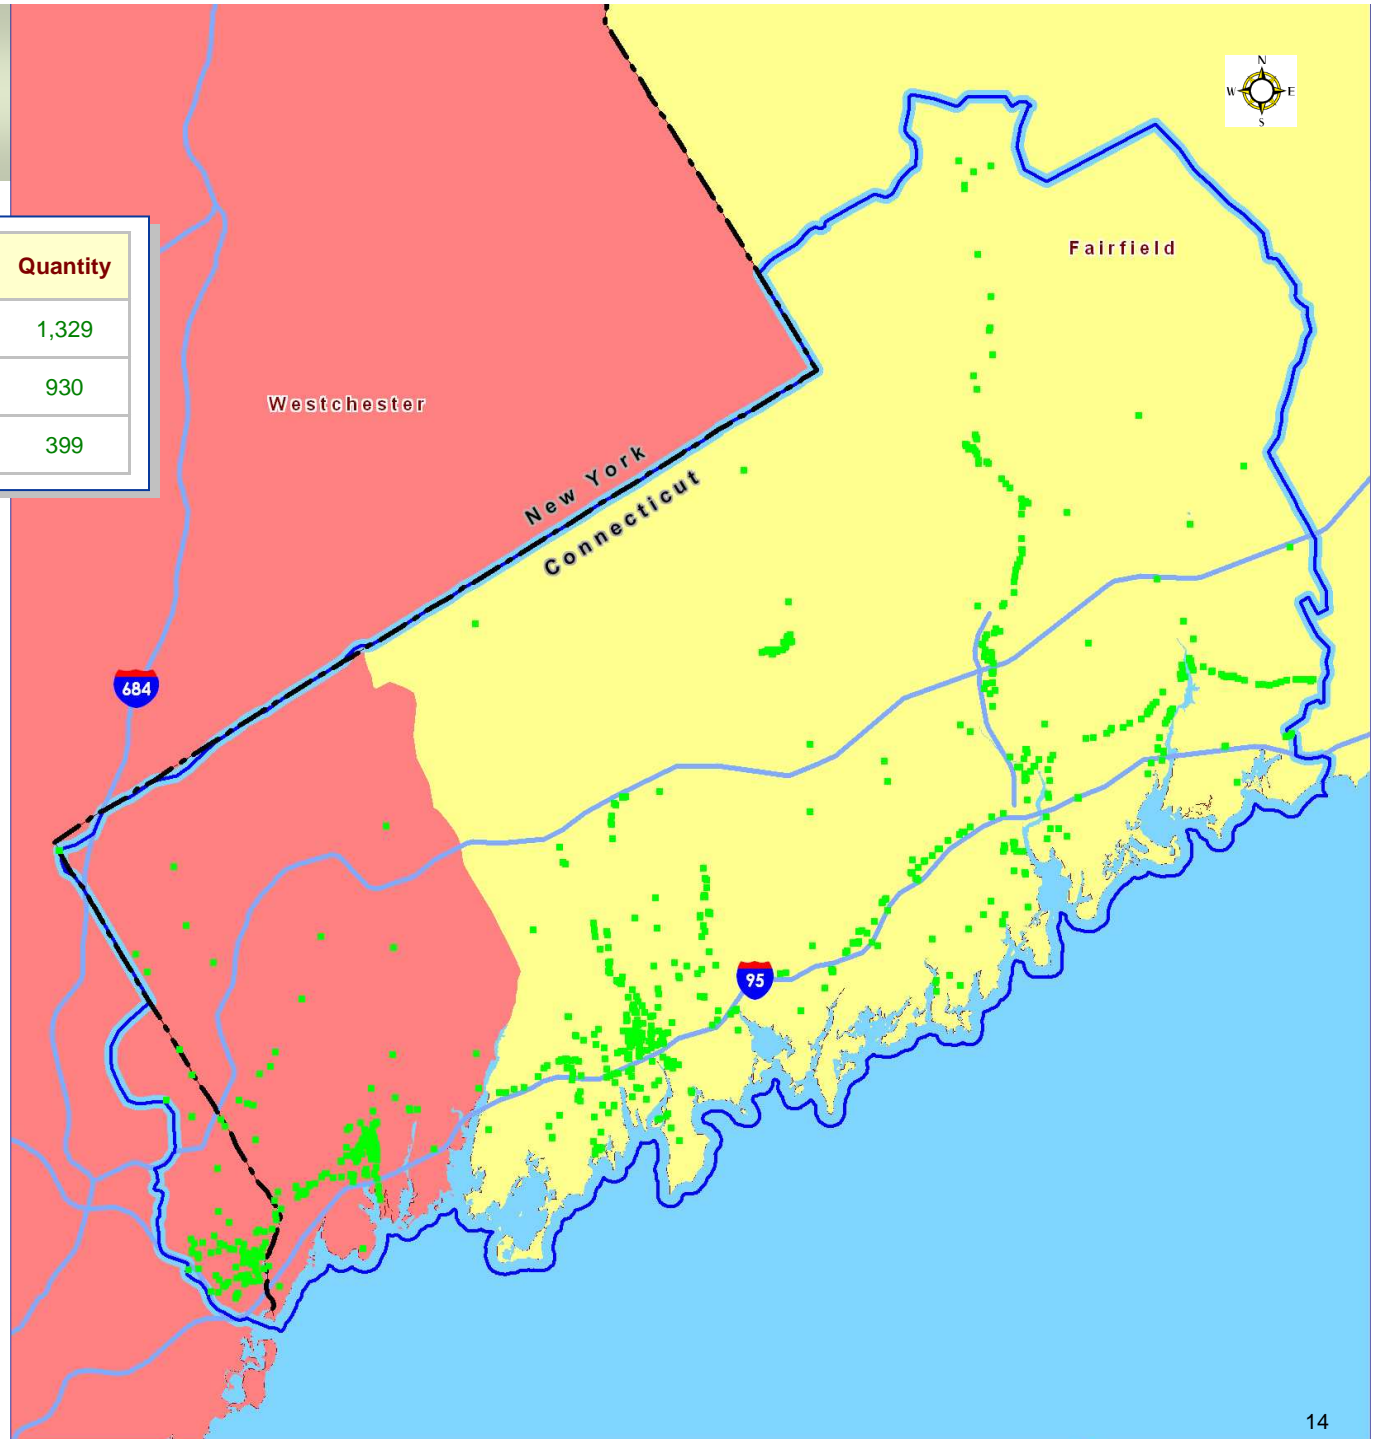 N
W E
S
Fairfield
Quantity
1,329
930
399
Westchester
New York
Connecticut
684
95
14